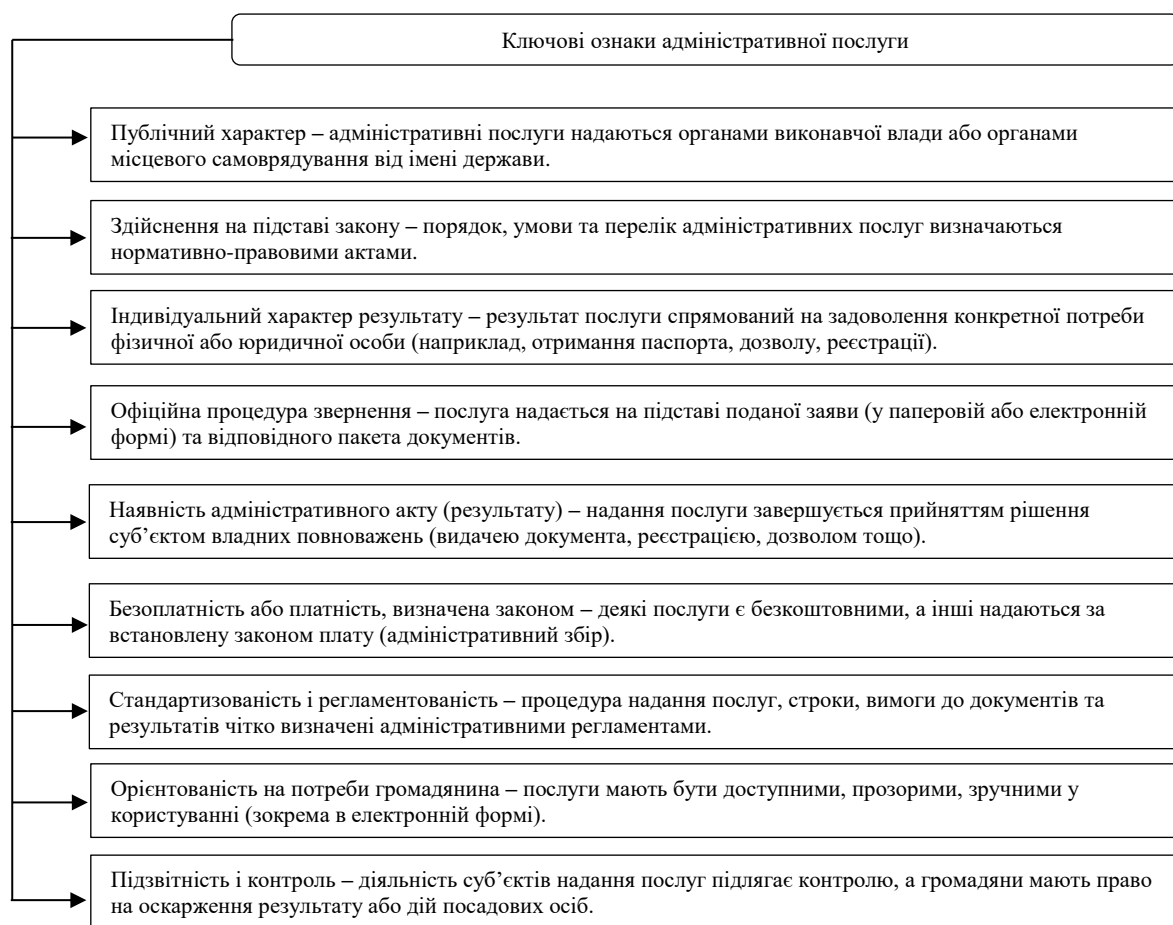 Ключові ознаки адміністративної послуги
Публічний характер – адміністративні послуги надаються органами виконавчої влади або органами
місцевого самоврядування від імені держави.
Здійснення на підставі закону – порядок, умови та перелік адміністративних послуг визначаються
нормативно-правовими актами.
Індивідуальний характер результату – результат послуги спрямований на задоволення конкретної потреби
фізичної або юридичної особи (наприклад, отримання паспорта, дозволу, реєстрації).
Офіційна процедура звернення – послуга надається на підставі поданої заяви (у паперовій або електронній
формі) та відповідного пакета документів.
Наявність адміністративного акту (результату) – надання послуги завершується прийняттям рішення
суб’єктом владних повноважень (видачею документа, реєстрацією, дозволом тощо).
Безоплатність або платність, визначена законом – деякі послуги є безкоштовними, а інші надаються за
встановлену законом плату (адміністративний збір).
Стандартизованість і регламентованість – процедура надання послуг, строки, вимоги до документів та
результатів чітко визначені адміністративними регламентами.
Орієнтованість на потреби громадянина – послуги мають бути доступними, прозорими, зручними у
користуванні (зокрема в електронній формі).
Підзвітність і контроль – діяльність суб’єктів надання послуг підлягає контролю, а громадяни мають право
на оскарження результату або дій посадових осіб.